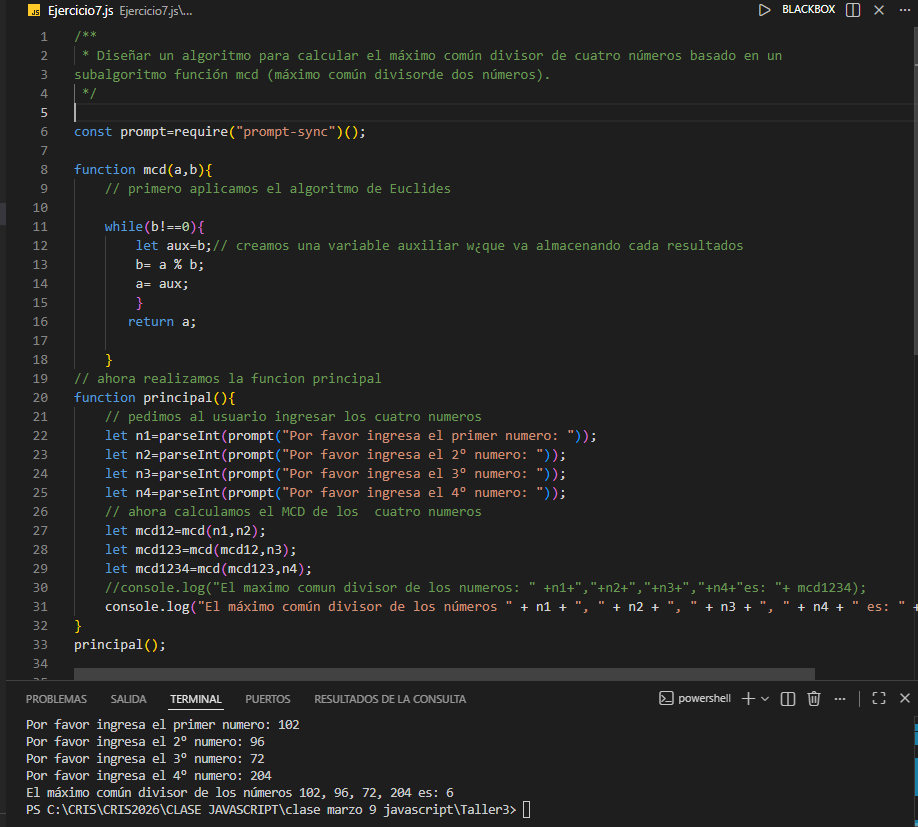 JS Ejercicio7.js Ejercicio7.js\... BLACKBOX
1 /**
2 * Diseñar un algoritmo para calcular el máximo común divisor de cuatro números basado en un
3 subalgoritmo función mcd (máximo común divisorde dos números).
4 */
5
6 const prompt=require("prompt-sync")();
7
8 function mcd(a,b){
9 // primero aplicamos el algoritmo de Euclides
10
11 while(b!==0){
12 let aux=b;// creamos una variable auxiliar w¿que va almacenando cada resultados
13 b= a % b;
14 a= aux;
15 }
16 return a;
17
18 }
19 // ahora realizamos la funcion principal
20 function principal(){
21 // pedimos al usuario ingresar los cuatro numeros
22 let n1=parseInt(prompt("Por favor ingresa el primer numero: "));
23 let n2=parseInt(prompt("Por favor ingresa el 2º numero: "));
24 let n3=parseInt(prompt("Por favor ingresa el 3º numero: "));
25 let n4=parseInt(prompt("Por favor ingresa el 4º numero: "));
26 // ahora calculamos el MCD de los  cuatro numeros
27 let mcd12=mcd(n1,n2);
28 let mcd123=mcd(mcd12,n3);
29 let mcd1234=mcd(mcd123,n4);
30 //console.log("El maximo comun divisor de los numeros: " +n1+","+n2+","+n3+","+n4+"es: "+ mcd1234);
31 console.log("El máximo común divisor de los números " + n1 + ", " + n2 + ", " + n3 + ", " + n4 + " es: " +
32 }
33 principal();
34
PROBLEMAS SALIDA TERMINAL PUERTOS RESULTADOS DE LA CONSULTA powershell
Por favor ingresa el primer numero: 102
Por favor ingresa el 2º numero: 96
Por favor ingresa el 3º numero: 72
Por favor ingresa el 4º numero: 204
El máximo común divisor de los números 102, 96, 72, 204 es: 6
PS C:\CRIS\CRIS2026\CLASE JAVASCRIPT\clase marzo 9 javascript\Taller3>